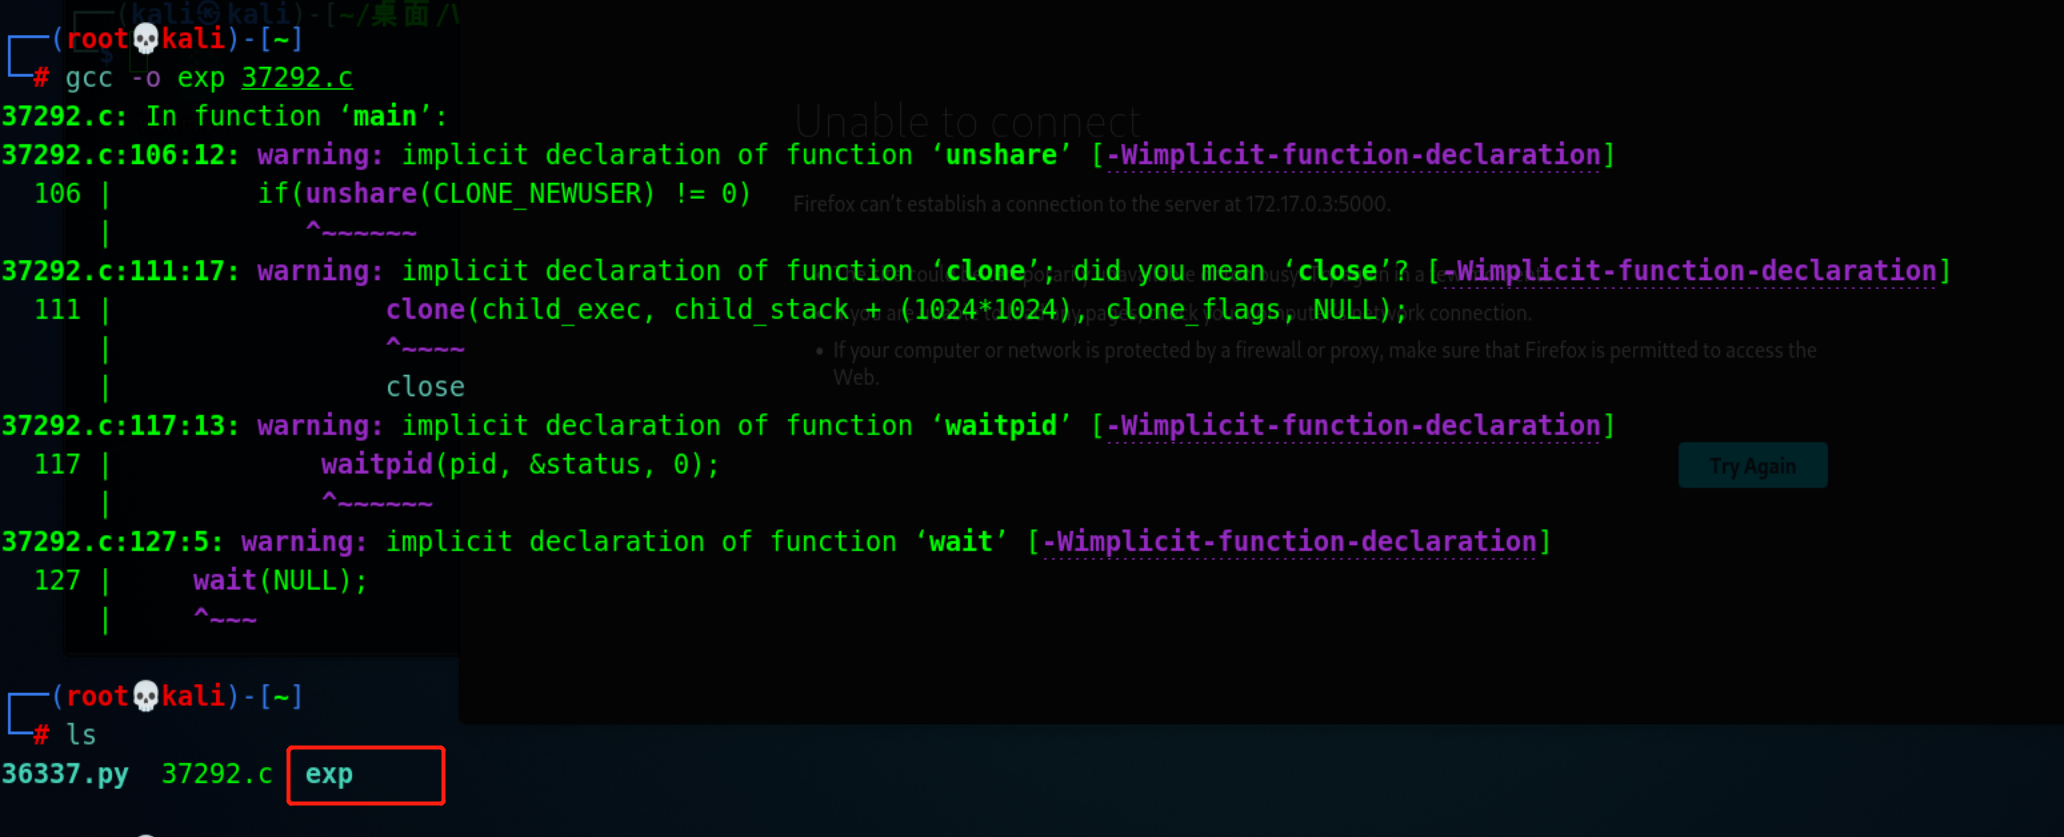 (kali㉿kali)-[~/桌面/
(root💀kali)-[~]
# gcc -o exp 37292.c
37292.c: In function ‘main’:
37292.c:106:12: warning: implicit declaration of function ‘unshare’ [-Wimplicit-function-declaration]
106 | if(unshare(CLONE_NEWUSER) != 0)
| ^~~~~~~
37292.c:111:17: warning: implicit declaration of function ‘clone’; did you mean ‘close’? [-Wimplicit-function-declaration]
111 | clone(child_exec, child_stack + (1024*1024), clone_flags, NULL);
| ^~~~~
| close
37292.c:117:13: warning: implicit declaration of function ‘waitpid’ [-Wimplicit-function-declaration]
117 | waitpid(pid, &status, 0);
| ^~~~~~~
37292.c:127:5: warning: implicit declaration of function ‘wait’ [-Wimplicit-function-declaration]
127 | wait(NULL);
| ^~~~
(root💀kali)-[~]
# ls
36337.py 37292.c exp
Unable to connect
Firefox can’t establish a connection to the server at 172.17.0.3:5000.
• If your computer or network is protected by a firewall or proxy, make sure that Firefox is permitted to access the
Web.
Try Again